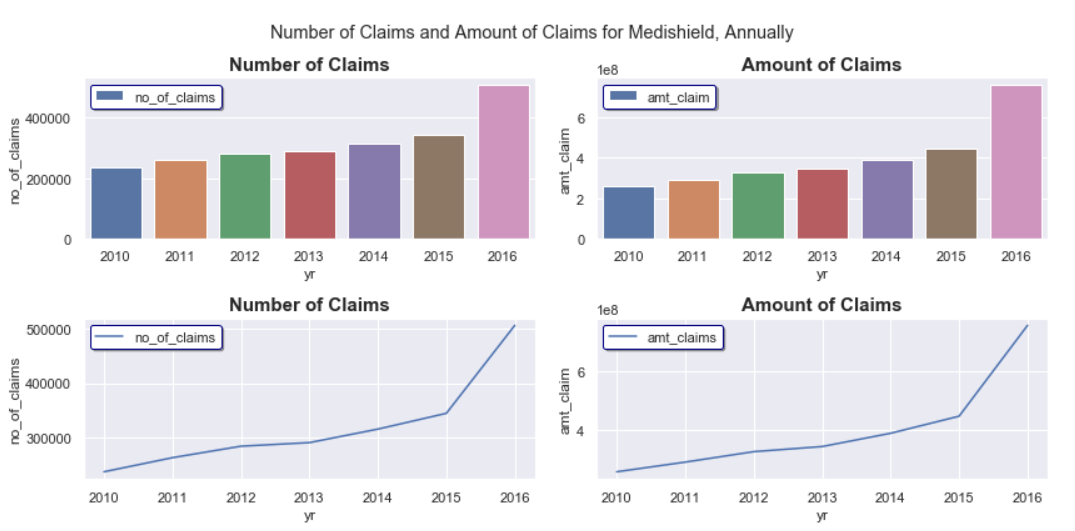 Number of Claims and Amount of Claims for Medishield, Annually
Number of Claims
no_of_claims
no_of_claims
400000
200000
0
2010 2011 2012 2013 2014 2015 2016
yr
Amount of Claims
1e8
amt_claim
amt_claim
6
4
2
0
2010 2011 2012 2013 2014 2015 2016
yr
Number of Claims
no_of_claims
no_of_claims
500000
400000
300000
2010 2011 2012 2013 2014 2015 2016
yr
Amount of Claims
1e8
amt_claims
amt_claim
6
4
2010 2011 2012 2013 2014 2015 2016
yr